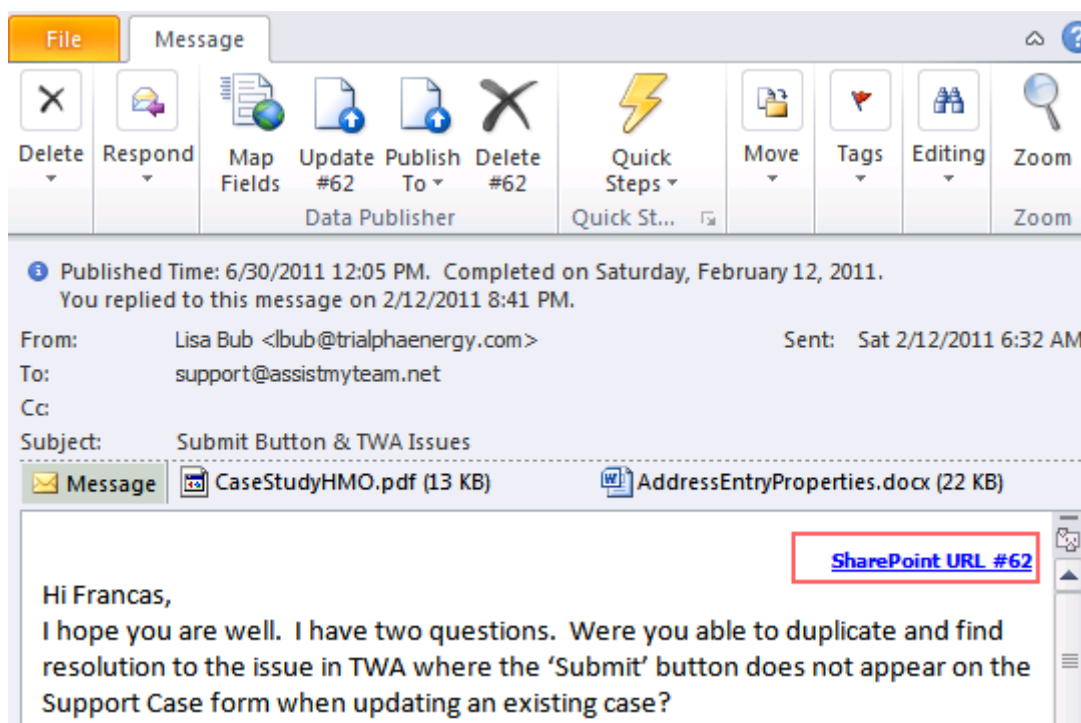 File Message
Delete Respond Map Fields Update #62 Publish To Delete #62 Quick Steps Move Tags Editing Zoom
Data Publisher Quick St... Zoom
Published Time: 6/30/2011 12:05 PM. Completed on Saturday, February 12, 2011.
You replied to this message on 2/12/2011 8:41 PM.
From: Lisa Bub <lbub@trialphaenergy.com> Sent: Sat 2/12/2011 6:32 AM
To: support@assistmyteam.net
Cc:
Subject: Submit Button & TWA Issues
Message CaseStudyHMO.pdf (13 KB) AddressEntryProperties.docx (22 KB)
SharePoint URL #62
Hi Francas,
I hope you are well. I have two questions. Were you able to duplicate and find
resolution to the issue in TWA where the ‘Submit’ button does not appear on the
Support Case form when updating an existing case?